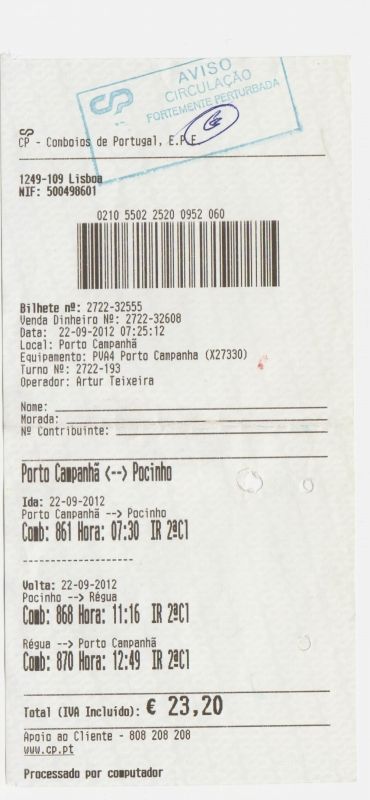 AVISO
CIRCULAÇÃO
FORTEMENTE PERTURBADA
CP - Comboios de Portugal, E.P.E
1249-109 Lisboa
NIF: 500498601
0210 5502 2520 0952 060
Bilhete nº: 2722-32555
Venda Dinheiro Nº: 2722-32608
Data: 22-09-2012 07:25:12
Local: Porto Campanhã
Equipamento: PVA4 Porto Campanha (X27330)
Turno Nº: 2722-193
Operador: Artur Teixeira
Nome:
Morada:
Nº Contribuinte:
Porto Campanhã <--> Pocinho
Ida: 22-09-2012
Porto Campanhã --> Pocinho
Comb: 861 Hora: 07:30 IR 2ªCl
--------------------
Volta: 22-09-2012
Pocinho --> Régua
Comb: 868 Hora: 11:16 IR 2ªCl
Régua --> Porto Campanhã
Comb: 870 Hora: 12:49 IR 2ªCl
Total (IVA Incluído): € 23,20
Apoio ao Cliente - 808 208 208
www.cp.pt
Processado por computador